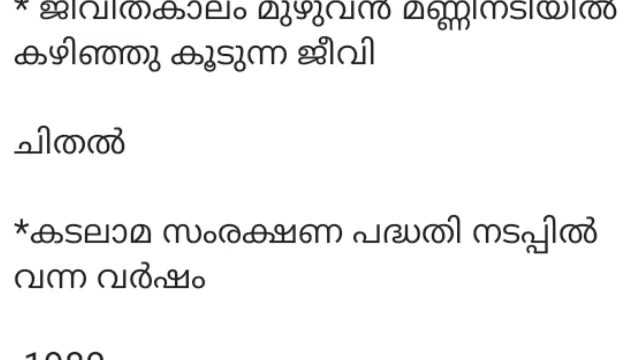 * ജീവിതകാലം മുഴുവൻ മണ്ണിനടിയിൽ
കഴിഞ്ഞു കൂടുന്ന ജീവി
ചിതൽ
*കടലാമ സംരക്ഷണ പദ്ധതി നടപ്പിൽ
വന്ന വർഷം